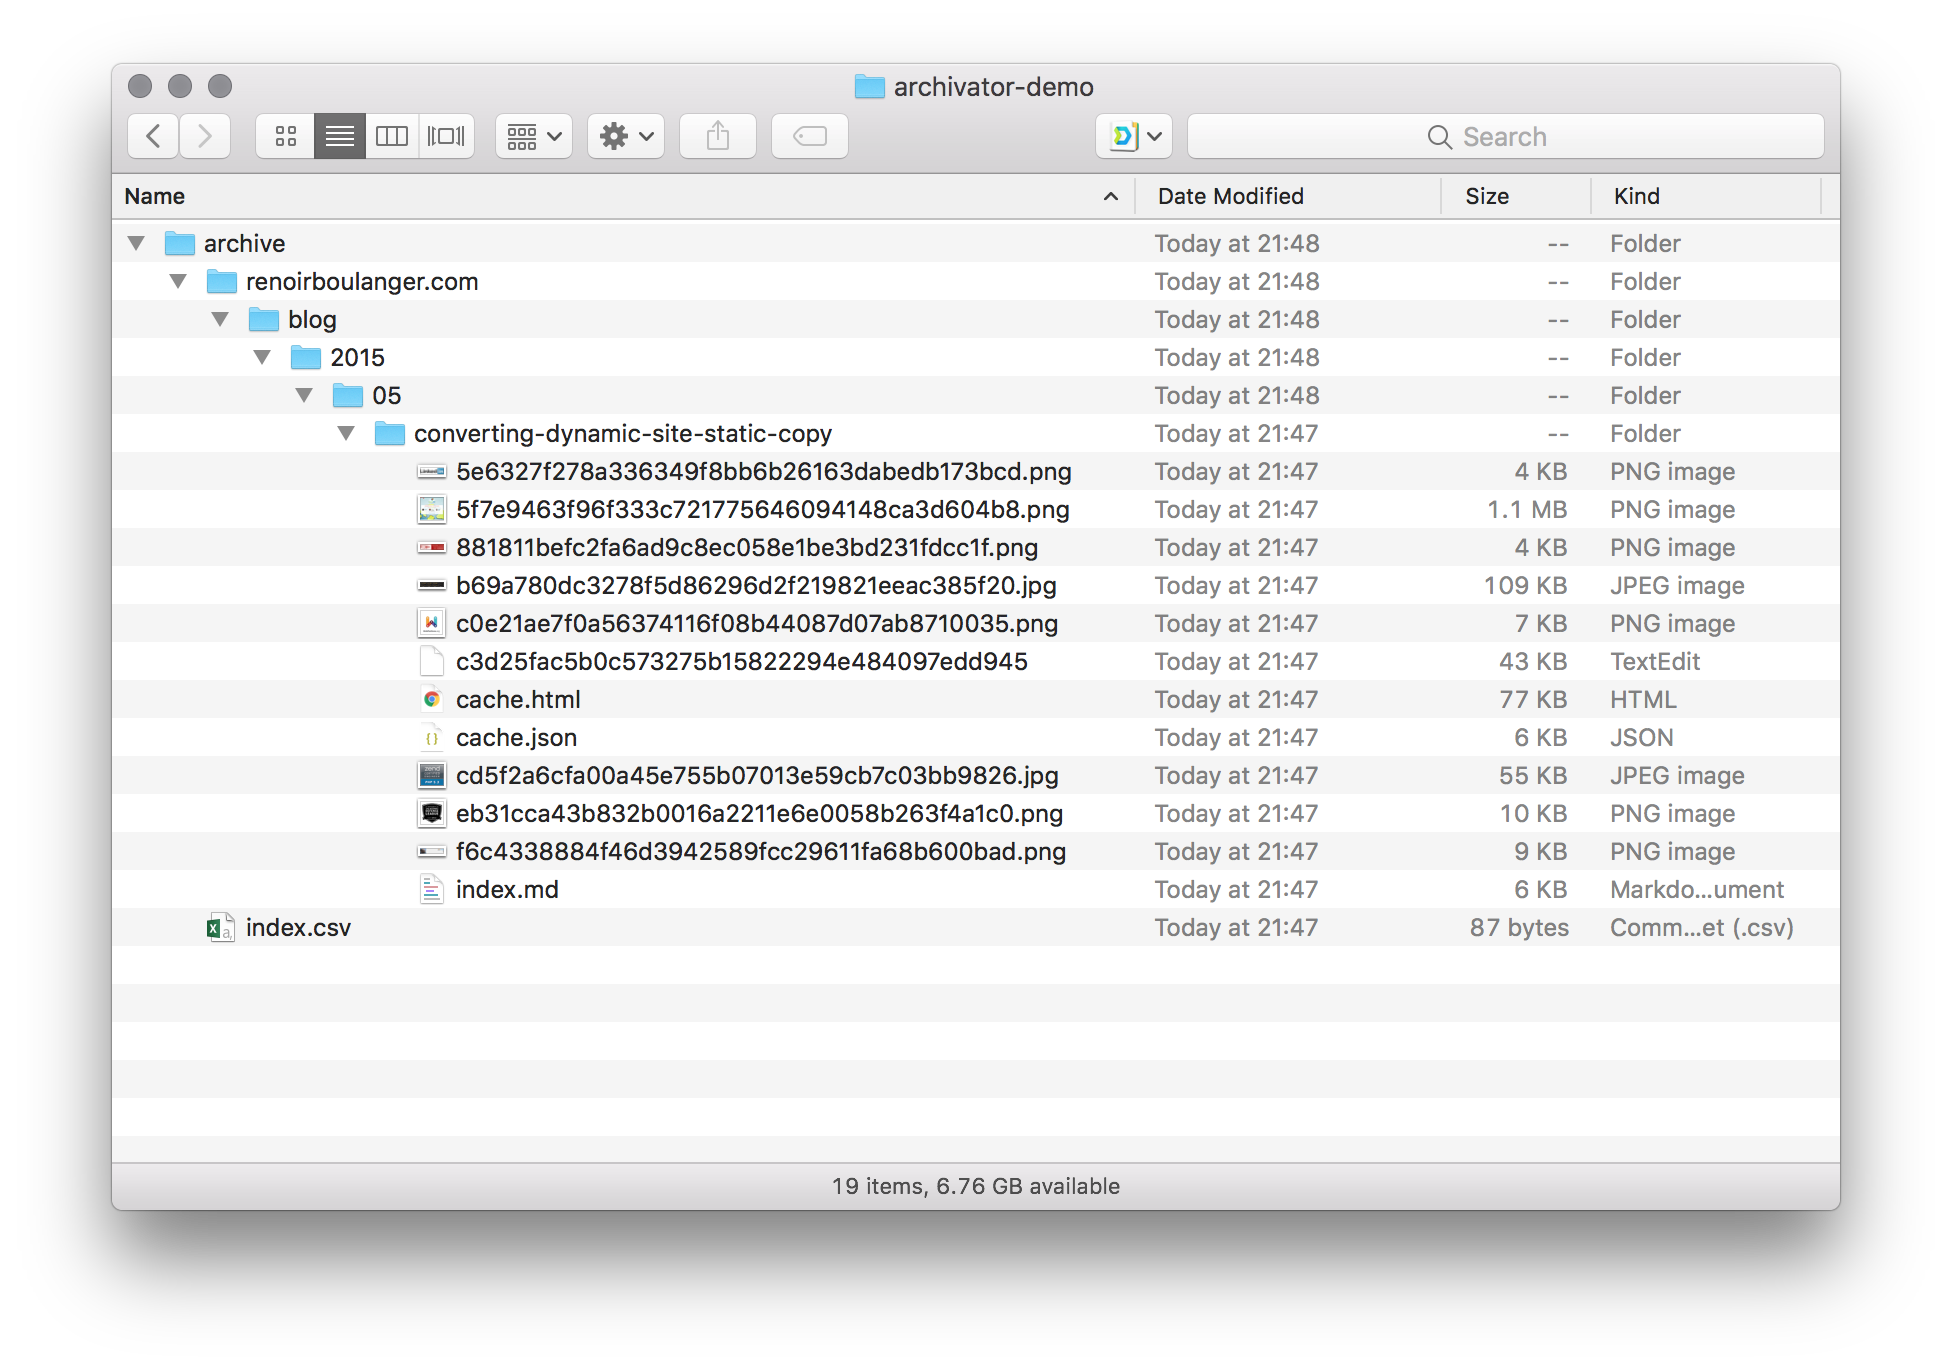 archivator-demo
Search
Name Date Modified Size Kind
archive Today at 21:48 -- Folder
renoirboulanger.com Today at 21:48 -- Folder
blog Today at 21:48 -- Folder
2015 Today at 21:48 -- Folder
05 Today at 21:48 -- Folder
converting-dynamic-site-static-copy Today at 21:47 -- Folder
5e6327f278a336349f8bb6b26163dabedb173bcd.png Today at 21:47 4 KB PNG image
5f7e9463f96f333c721775646094148ca3d604b8.png Today at 21:47 1.1 MB PNG image
881811befc2fa6ad9c8ec058e1be3bd231fdcc1f.png Today at 21:47 4 KB PNG image
b69a780dc3278f5d86296d2f219821eeac385f20.jpg Today at 21:47 109 KB JPEG image
c0e21ae7f0a56374116f08b44087d07ab8710035.png Today at 21:47 7 KB PNG image
c3d25fac5b0c573275b15822294e484097edd945 Today at 21:47 43 KB TextEdit
cache.html Today at 21:47 77 KB HTML
cache.json Today at 21:47 6 KB JSON
cd5f2a6cfa00a45e755b07013e59cb7c03bb9826.jpg Today at 21:47 55 KB JPEG image
eb31cca43b832b0016a2211e6e0058b263f4a1c0.png Today at 21:47 10 KB PNG image
f6c4338884f46d3942589fcc29611fa68b600bad.png Today at 21:47 9 KB PNG image
index.md Today at 21:47 6 KB Markdo...ument
index.csv Today at 21:47 87 bytes Comm...et (.csv)
19 items, 6.76 GB available